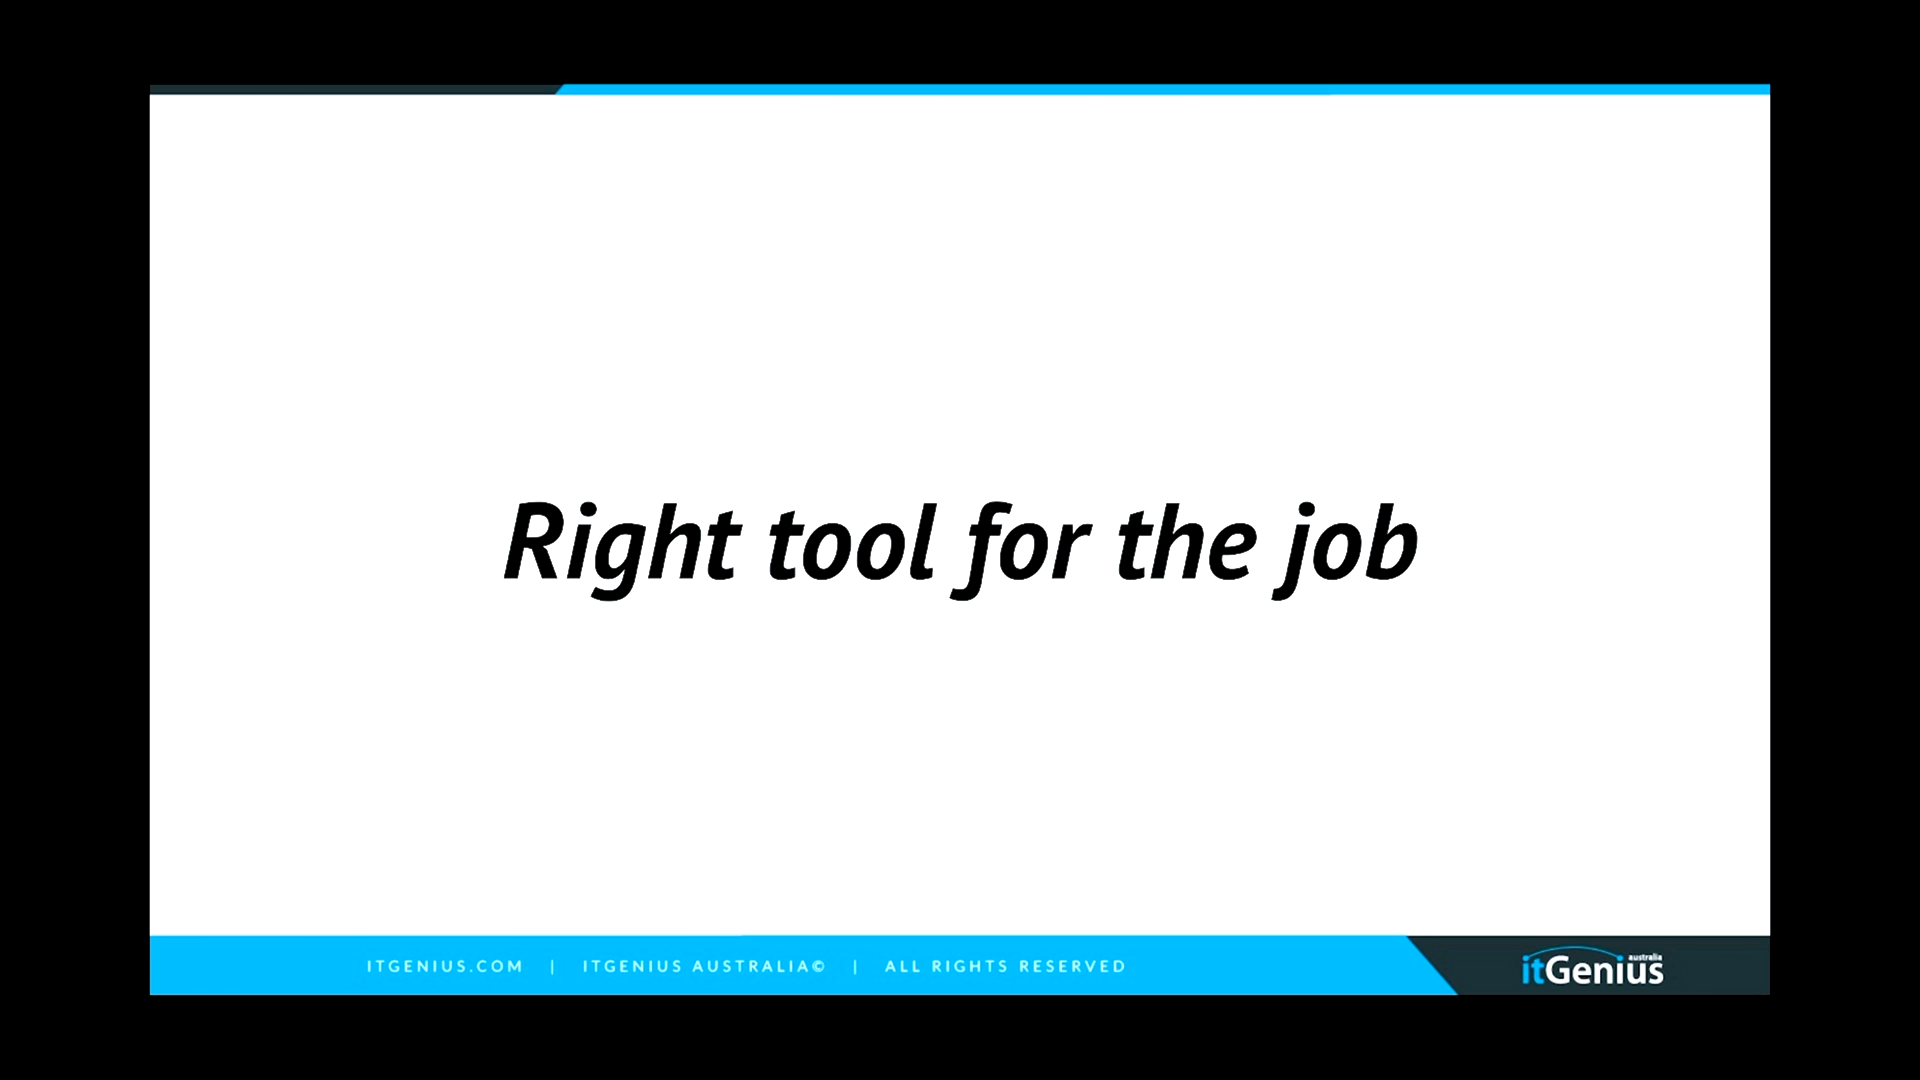 Right tool for the job
ITGENIUS.COM | ITGENIUS AUSTRALIA© | ALL RIGHTS RESERVED
australia
itGenius